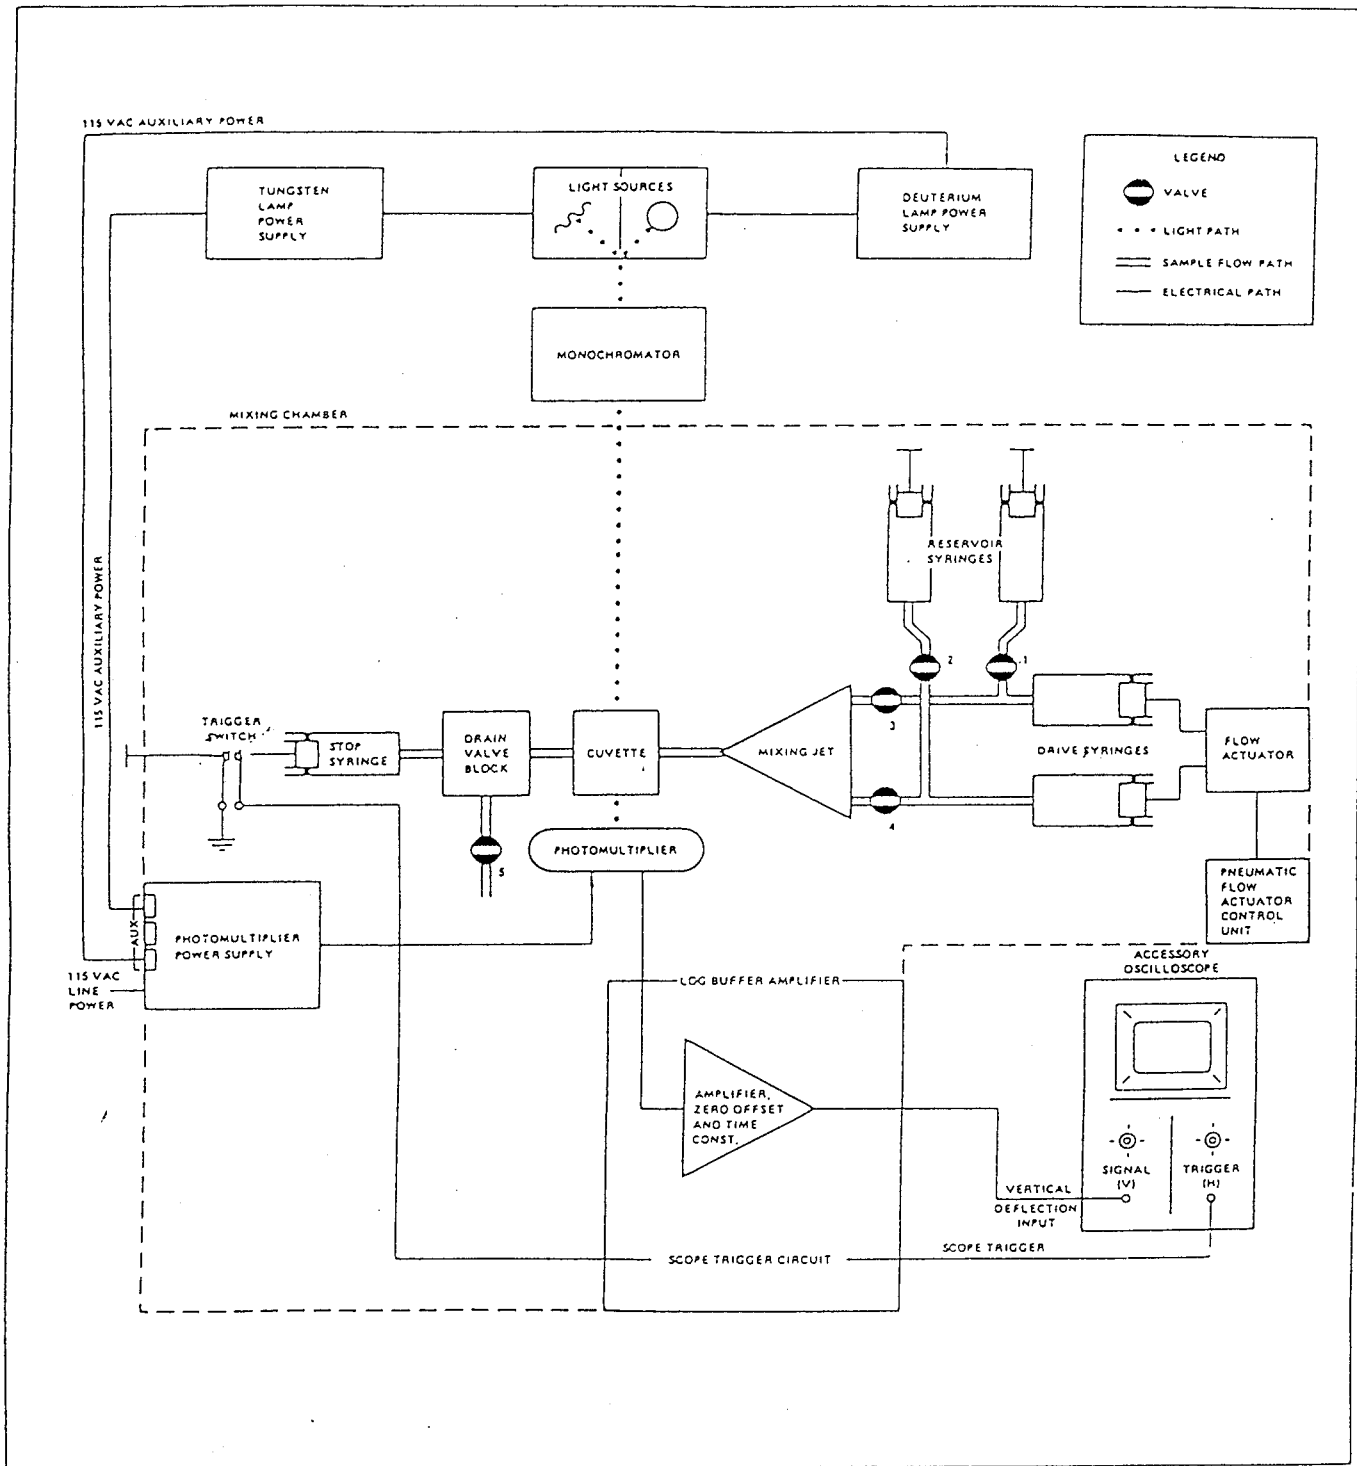 115 VAC AUXILIARY POWER
TUNGSTEN
LAMP
POWER
SUPPLY
LIGHT SOURCES
DEUTERIUM
LAMP POWER
SUPPLY
LEGEND
VALVE
LIGHT PATH
SAMPLE FLOW PATH
ELECTRICAL PATH
MONOCHROMATOR
MIXING CHAMBER
115 VAC AUXILIARY POWER
RESERVOIR
SYRINGES
2
1
3
4
TRIGGER
SWITCH
STOP
SYRINGE
DRAIN
VALVE
BLOCK
CUVETTE
MIXING JET
DRIVE SYRINGES
FLOW
ACTUATOR
PHOTOMULTIPLIER
5
PNEUMATIC
FLOW
ACTUATOR
CONTROL
UNIT
AUX
PHOTOMULTIPLIER
POWER SUPPLY
115 VAC
LINE
POWER
LOG BUFFER AMPLIFIER
ACCESSORY
OSCILLOSCOPE
AMPLIFIER,
ZERO OFFSET
AND TIME
CONST.
SIGNAL
(V)
TRIGGER
(H)
VERTICAL
DEFLECTION
INPUT
SCOPE TRIGGER CIRCUIT
SCOPE TRIGGER